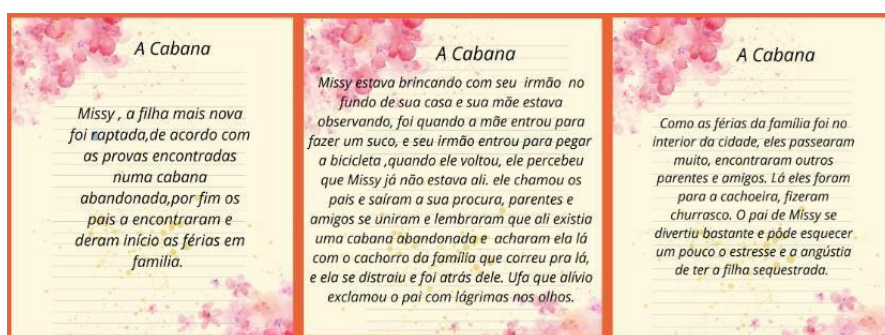 A Cabana
Missy , a filha mais nova
foi raptada,de acordo com
as provas encontradas
numa cabana
abandonada,por fim os
pais a encontraram e
deram início as férias em
familia.
A Cabana
Missy estava brincando com seu irmão no
fundo de sua casa e sua mãe estava
observando, foi quando a mãe entrou para
fazer um suco, e seu irmão entrou para pegar
a bicicleta ,quando ele voltou, ele percebeu
que Missy já não estava ali. ele chamou os
pais e saíram a sua procura, parentes e
amigos se uniram e lembraram que ali existia
uma cabana abandonada e acharam ela lá
com o cachorro da família que correu pra lá,
e ela se distraiu e foi atrás dele. Ufa que alívio
exclamou o pai com lágrimas nos olhos.
A Cabana
Como as férias da família foi no
interior da cidade, eles passearam
muito, encontraram outros
parentes e amigos. Lá eles foram
para a cachoeira, fizeram
churrasco. O pai de Missy se
divertiu bastante e pôde esquecer
um pouco o estresse e a angústia
de ter a filha sequestrada.